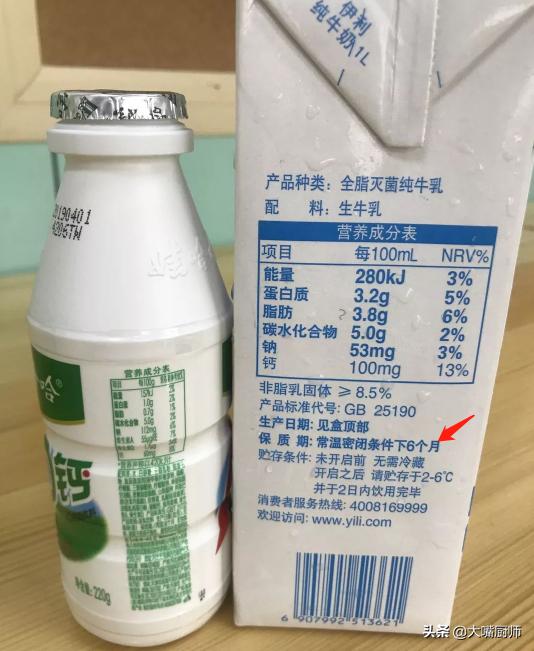 伊利
纯牛奶1L
产品种类: 全脂灭菌纯牛乳
配 料: 生牛乳
营养成分表
项目 每100mL NRV%
能量 280kJ 3%
蛋白质 3.2g 5%
脂肪 3.8g 6%
碳水化合物 5.0g 2%
钠 53mg 3%
钙 100mg 13%
非脂乳固体 ≥ 8.5%
产品标准代号: GB 25190
生产日期: 见盒顶部
保 质 期: 常温密闭条件下6个月
贮存条件: 未开启前 无需冷藏
开启之后 请贮存于2-6℃
并于2日内饮用完毕
消费者服务热线: 4008169999
欢迎访问: www.yili.com
6 907992 513621
哈®
钙
营养成分表
净含量: 220g
头条 @大嘴厨师